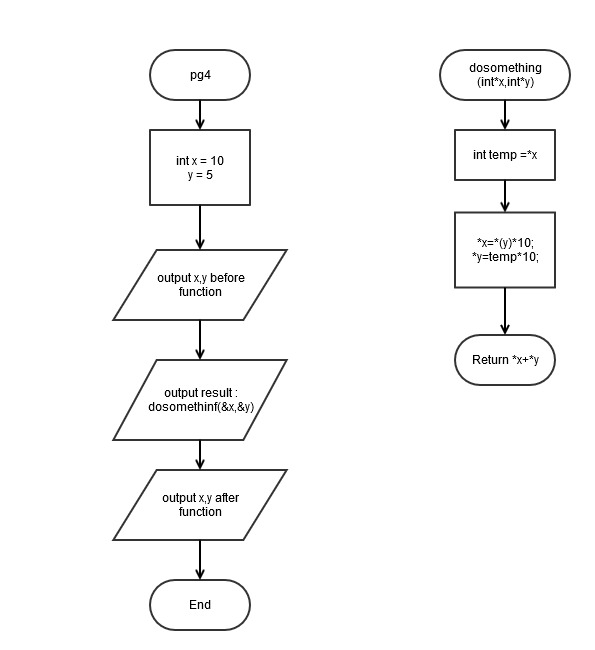 pg4
int x = 10
y = 5
output x,y before
function
output result :
dosomethinf(&x,&y)
output x,y after
function
End
dosomething
(int*x,int*y)
int temp =*x
*x=*(y)*10;
*y=temp*10;
Return *x+*y